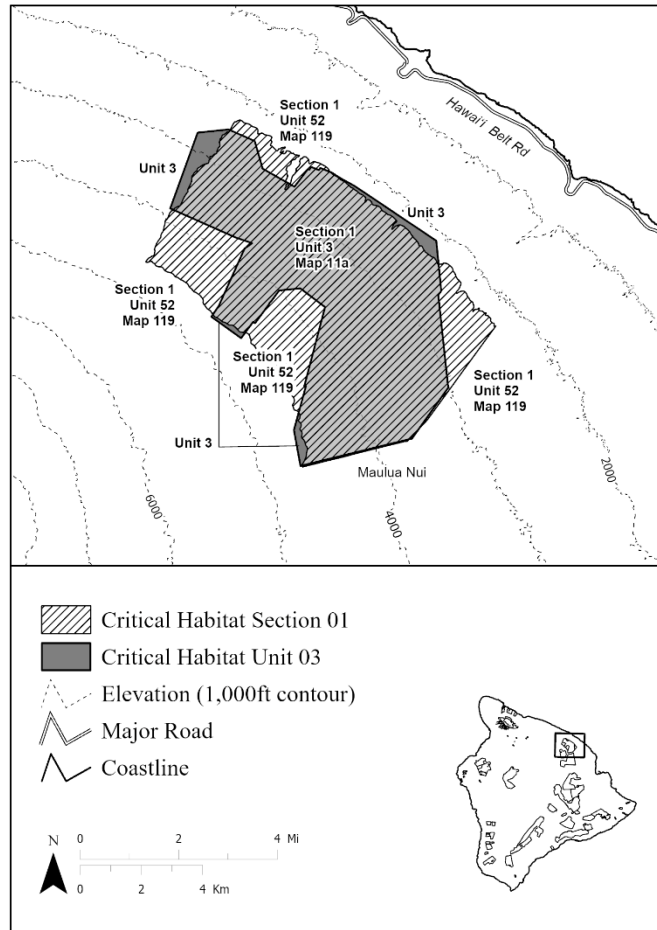 Section 1
Unit 52
Map 119
Hawai'i Belt Rd
Unit 3
Unit 3
Section 1
Unit 3
Map 11a
Section 1
Unit 52
Map 119
Section 1
Unit 52
Map 119
Section 1
Unit 52
Map 119
Unit 3
Maulua Nui
2000
4000
6000
Critical Habitat Section 01
Critical Habitat Unit 03
Elevation (1,000ft contour)
Major Road
Coastline
N
0 2 4 Mi
0 2 4 Km